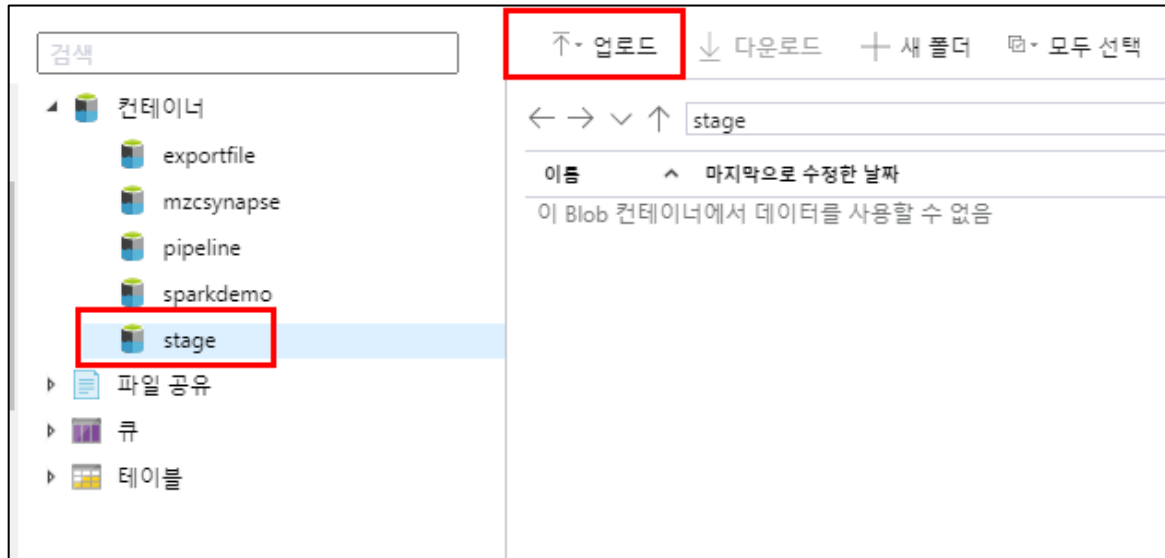 검색
컨테이너
exportfile
mzcsynapse
pipeline
sparkdemo
stage
파일 공유
큐
테이블
업로드 다운로드 새 폴더 모두 선택
stage
이름 마지막으로 수정한 날짜
이 Blob 컨테이너에서 데이터를 사용할 수 없음